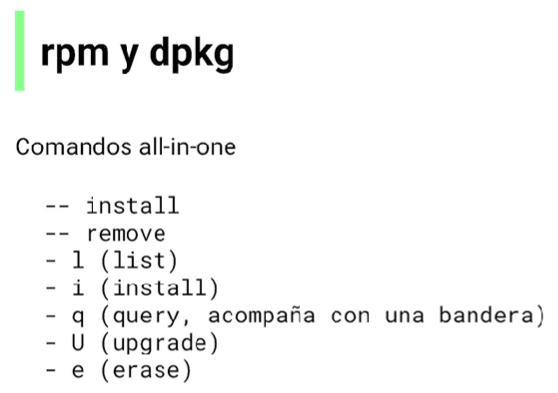 rpm y dpkg
Comandos all-in-one
-- install
-- remove
- l (list)
- i (install)
- q (query, acompaña con una bandera)
- U (upgrade)
- e (erase)